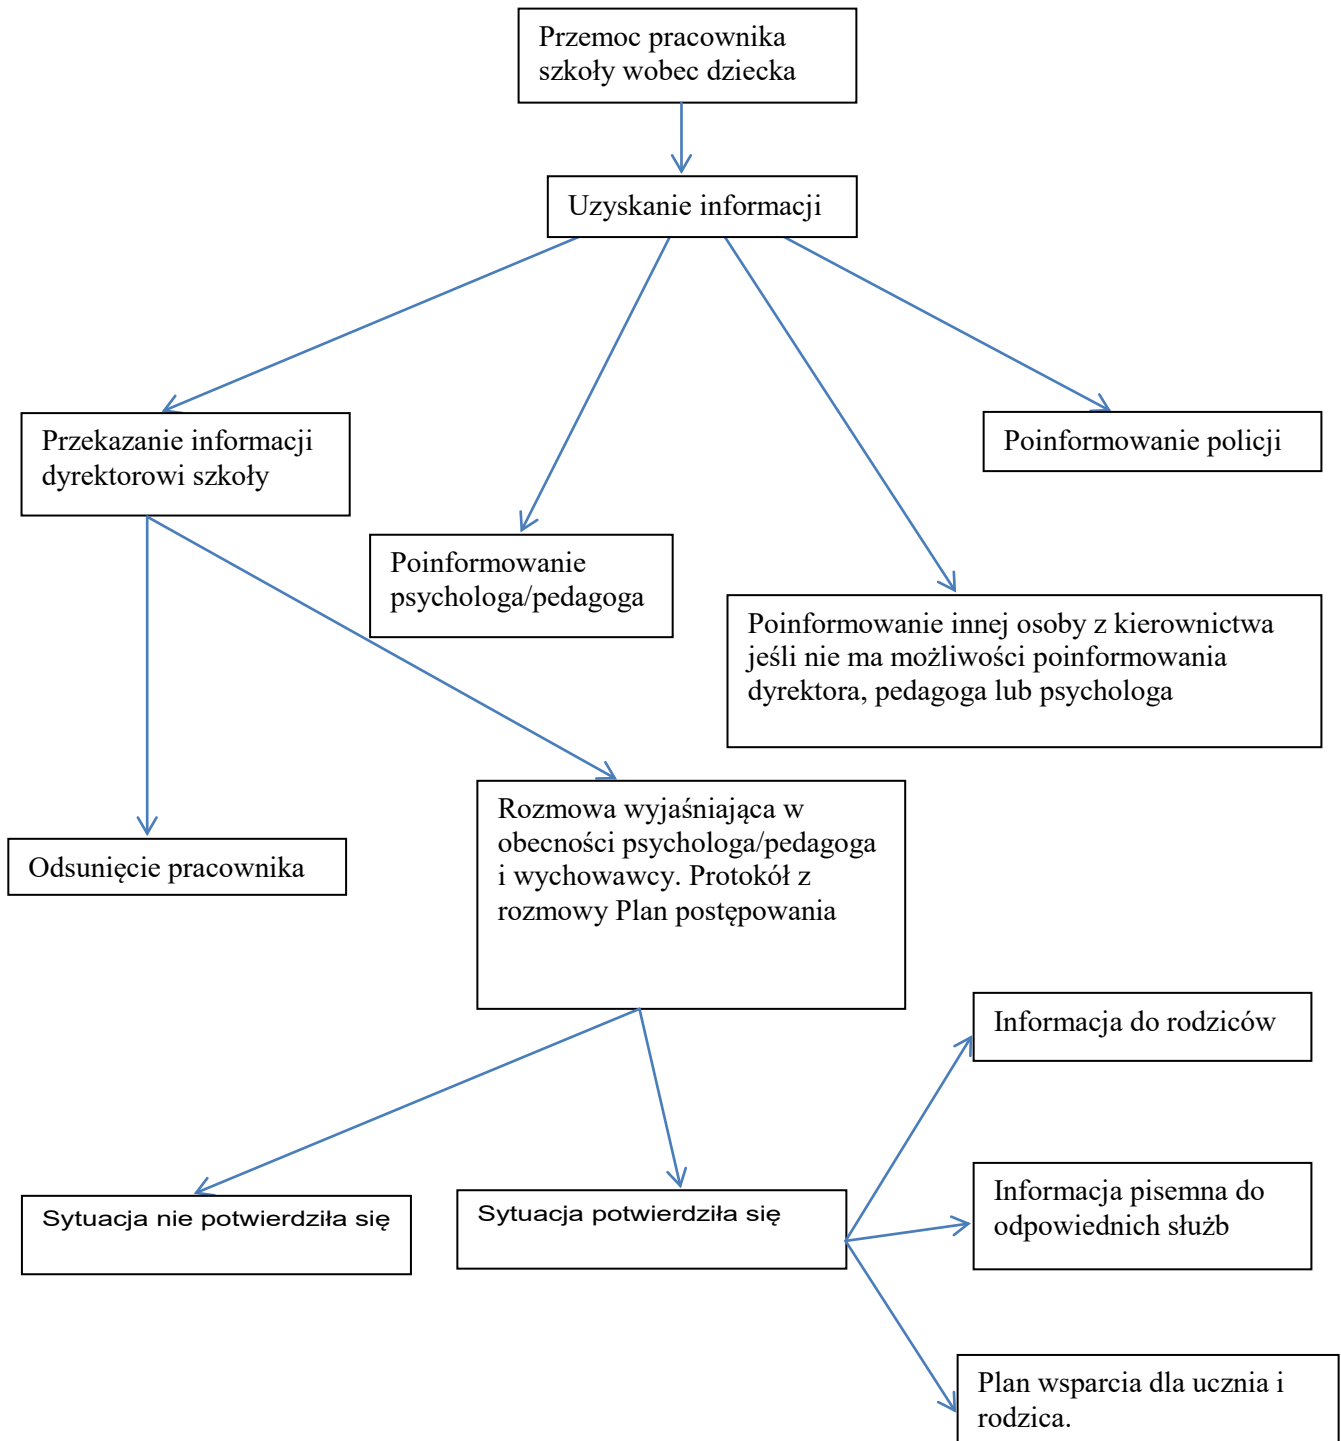 Przemoc pracownika
szkoły wobec dziecka
Uzyskanie informacji
Przekazanie informacji
dyrektorowi szkoły
Poinformowanie policji
Poinformowanie
psychologa/pedagoga
Poinformowanie innej osoby z kierownictwa
jeśli nie ma możliwości poinformowania
dyrektora, pedagoga lub psychologa
Rozmowa wyjaśniająca w
obecności psychologa/pedagoga
i wychowawcy. Protokół z
rozmowy Plan postępowania
Odsunięcie pracownika
Informacja do rodziców
Informacja pisemna do
odpowiednich służb
Sytuacja nie potwierdziła się
Sytuacja potwierdziła się
Plan wsparcia dla ucznia i
rodzica.